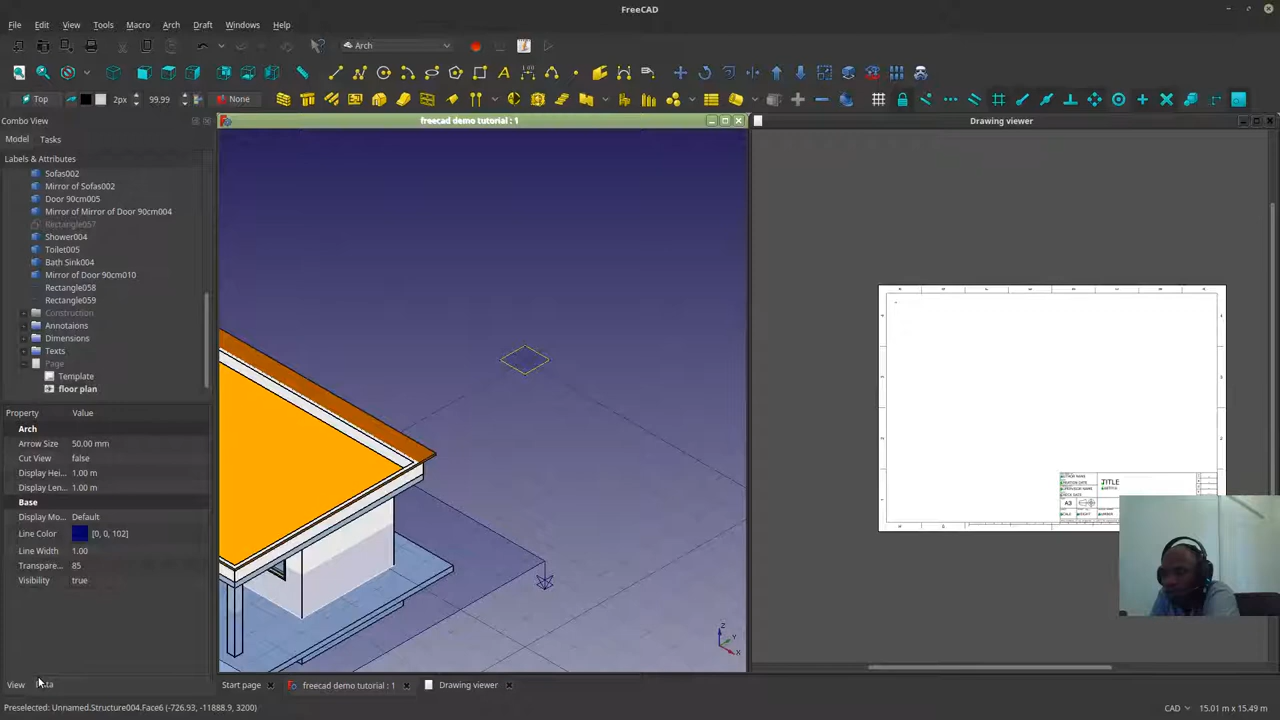 FreeCAD
File Edit View Tools Macro Arch Draft Windows Help
Arch
Top 2px 99.99 None
Combo View
Model Tasks
Labels & Attributes
Sofas002
Mirror of Sofas002
Door 90cm005
Mirror of Mirror of Door 90cm004
Rectangle057
Shower004
Toilet005
Bath Sink004
Mirror of Door 90cm010
Rectangle058
Rectangle059
Construction
Annotaions
Dimensions
Texts
Page
Template
floor plan
Property Value
Arch
Arrow Size 50.00 mm
Cut View false
Display Hei... 1.00 m
Display Len... 1.00 m
Base
Display Mo... Default
Line Color [0, 0, 102]
Line Width 1.00
Transpare... 85
Visibility true
View
freecad demo tutorial : 1
Drawing viewer
TITLE
A3
Z
Y
X
Start page freecad demo tutorial : 1 Drawing viewer
Preselected: Unnamed.Structure004.Face6 (-726.93, -11888.9, 3200)
CAD 15.01 m x 15.49 m